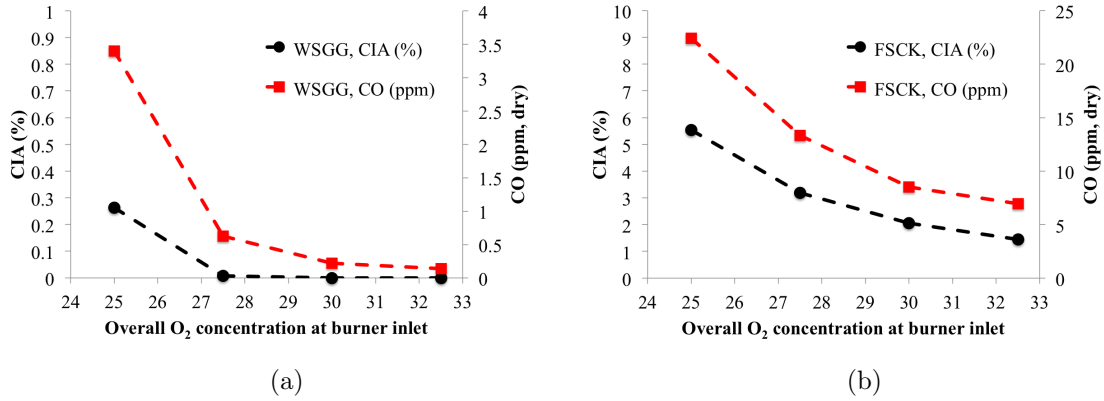 1
0.9
0.8
0.7
0.6
0.5
0.4
0.3
0.2
0.1
0
CIA (%)
4
3.5
3
2.5
2
1.5
1
0.5
0
CO (ppm, dry)
WSGG, CIA (%)
WSGG, CO (ppm)
24 25 26 27 28 29 30 31 32 33
Overall O₂ concentration at burner inlet
(a)
10
9
8
7
6
5
4
3
2
1
0
CIA (%)
25
20
15
10
5
0
CO (ppm, dry)
FSCK, CIA (%)
FSCK, CO (ppm)
24 25 26 27 28 29 30 31 32 33
Overall O₂ concentration at burner inlet
(b)